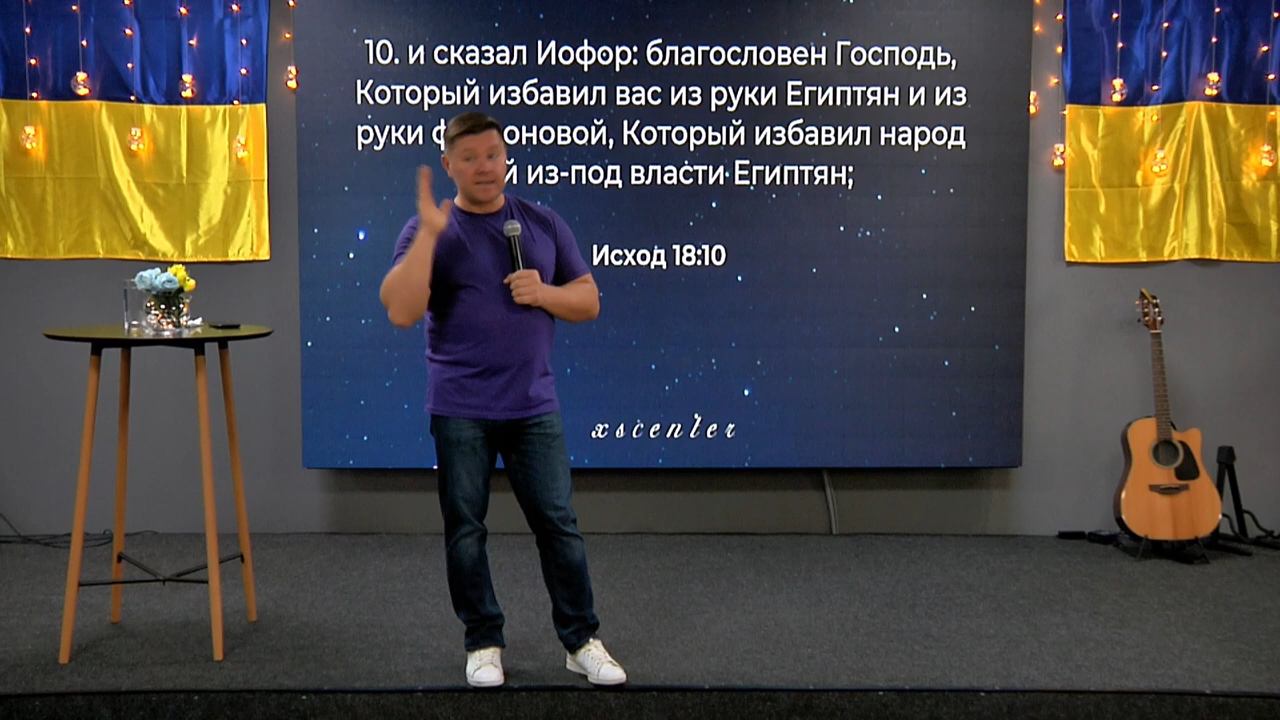 10. и сказал Иофор: благословен Господь,
Который избавил вас из руки Египтян и из
руки оновой, Который избавил народ
из-под власти Египтян;
Исход 18:10
xscenter